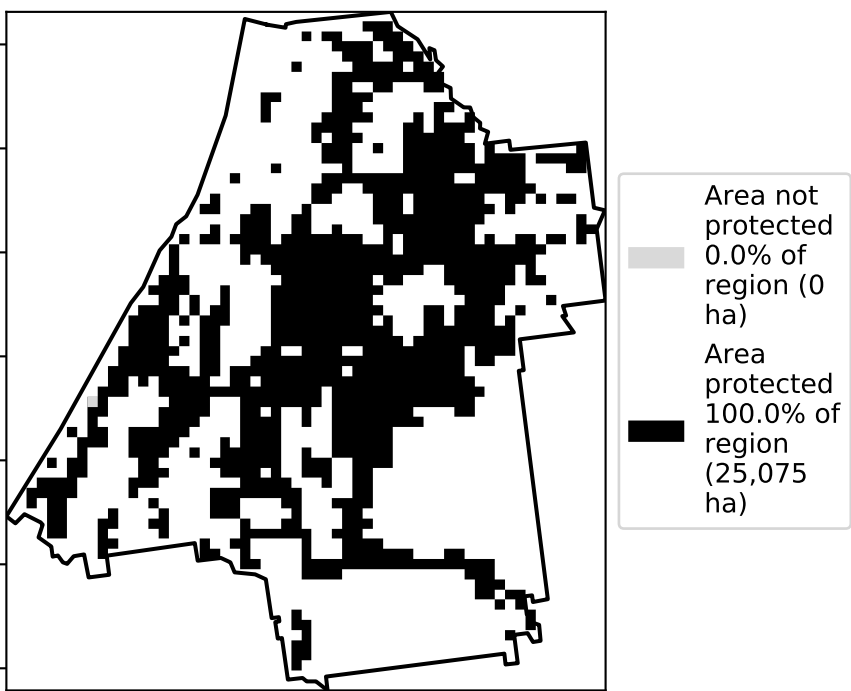 Area not
protected
0.0% of
region (0
ha)
Area
protected
100.0% of
region
(25,075
ha)